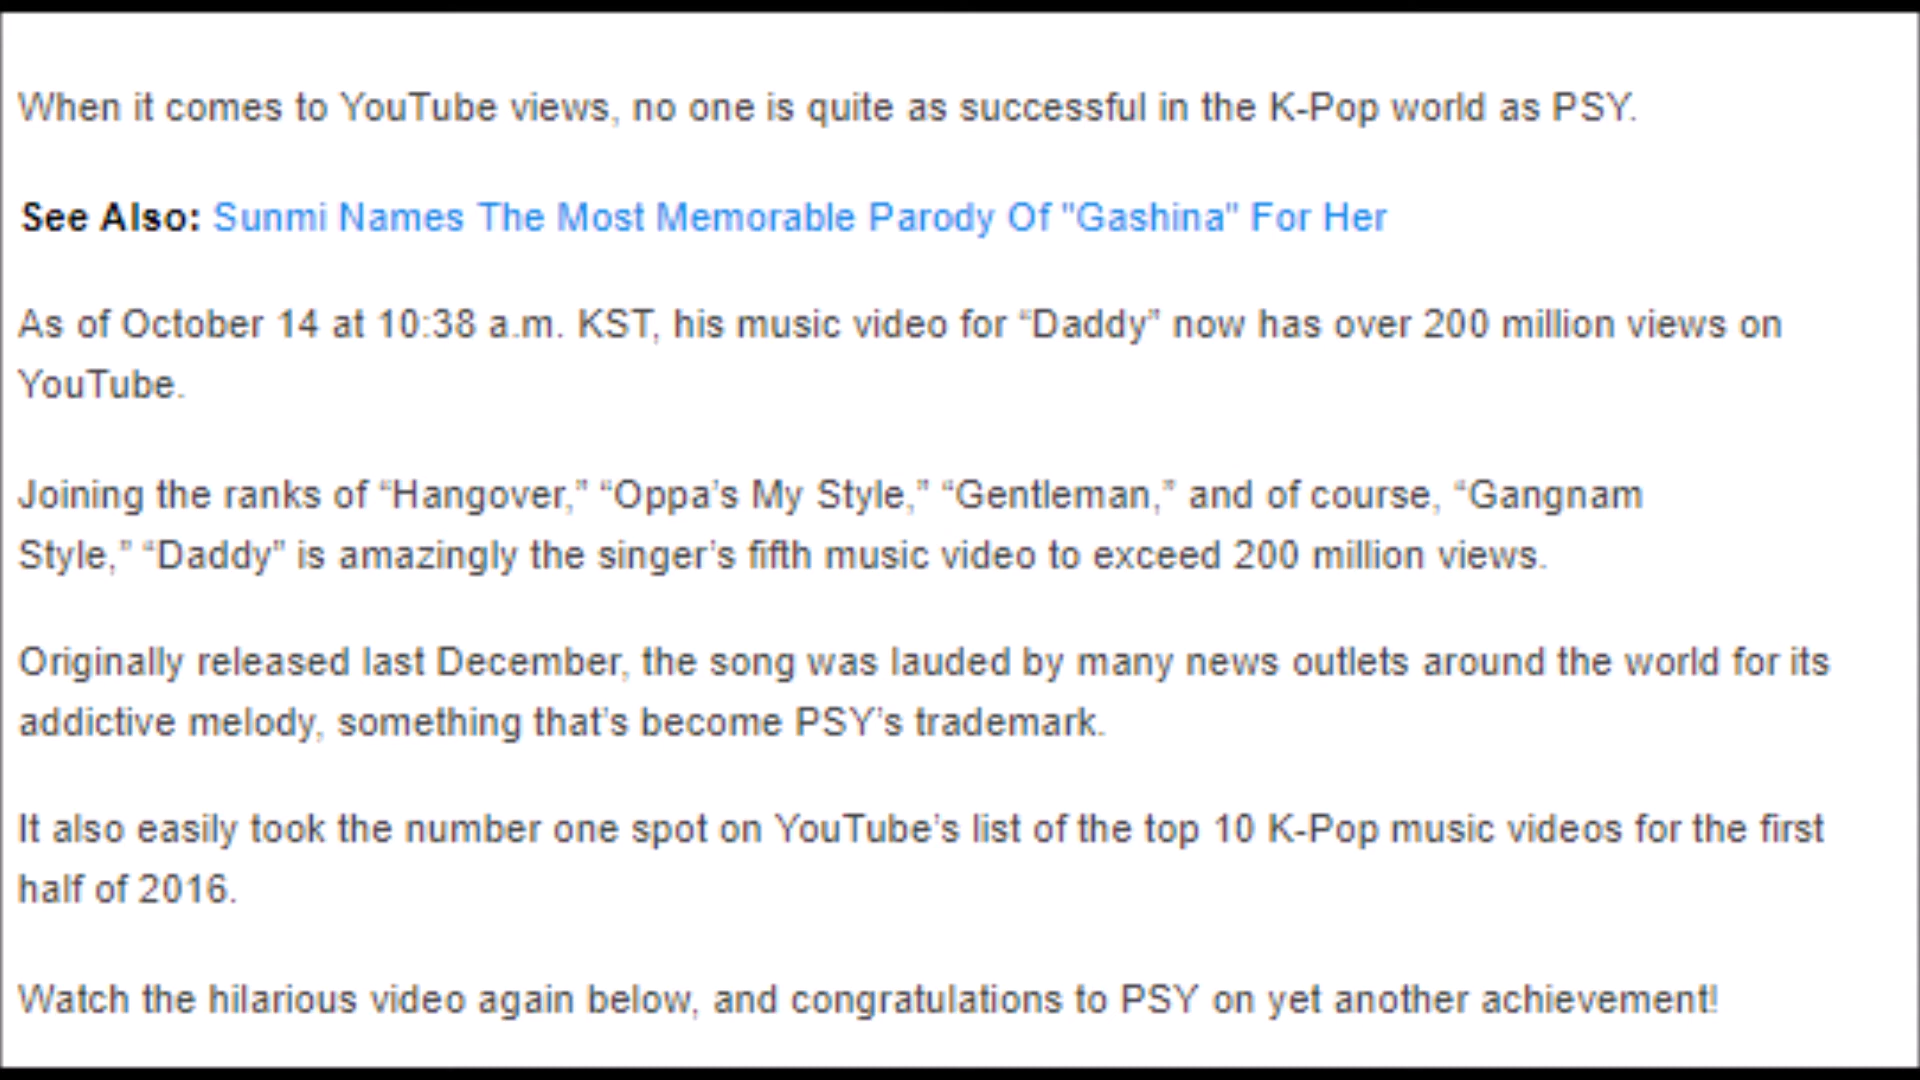 When it comes to YouTube views, no one is quite as successful in the K-Pop world as PSY.
See Also: Sunmi Names The Most Memorable Parody Of "Gashina" For Her
As of October 14 at 10:38 a.m. KST, his music video for “Daddy” now has over 200 million views on
YouTube.
Joining the ranks of “Hangover,” “Oppa’s My Style,” “Gentleman,” and of course, “Gangnam
Style,” “Daddy” is amazingly the singer’s fifth music video to exceed 200 million views.
Originally released last December, the song was lauded by many news outlets around the world for its
addictive melody, something that’s become PSY’s trademark.
It also easily took the number one spot on YouTube’s list of the top 10 K-Pop music videos for the first
half of 2016.
Watch the hilarious video again below, and congratulations to PSY on yet another achievement!